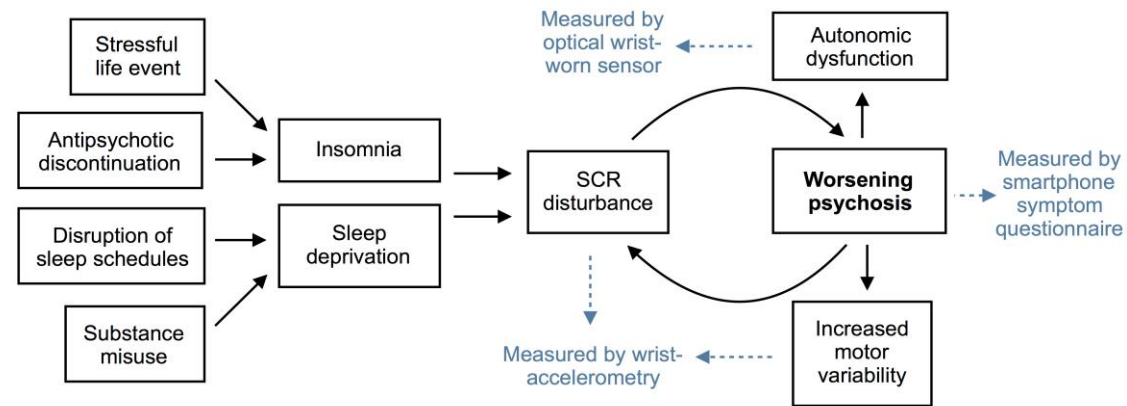 Stressful
life event
Antipsychotic
discontinuation
Disruption of
sleep schedules
Substance
misuse
Insomnia
Sleep
deprivation
SCR
disturbance
Measured by
optical wrist-
worn sensor
Autonomic
dysfunction
Worsening
psychosis
Measured by
smartphone
symptom
questionnaire
Measured by wrist-
accelerometry
Increased
motor
variability